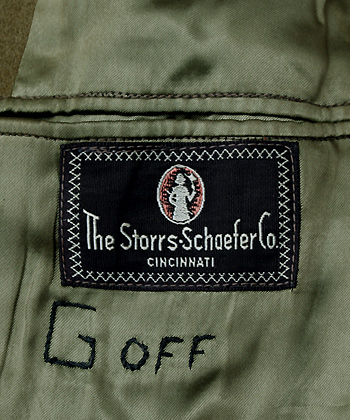 The Storrs-Schaefer Co.
CINCINNATI
G OFF